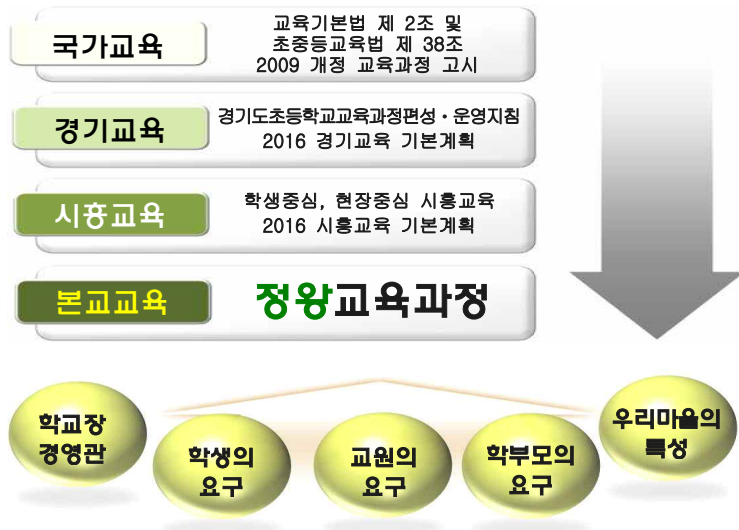 국가교육
교육기본법 제 2조 및
초중등교육법 제 38조
2009 개정 교육과정 고시
경기교육
경기도초등학교교육과정편성·운영지침
2016 경기교육 기본계획
시흥교육
학생중심, 현장중심 시흥교육
2016 시흥교육 기본계획
본교교육
정왕교육과정
학교장
경영관
학생의
요구
교원의
요구
학부모의
요구
우리마을의
특성